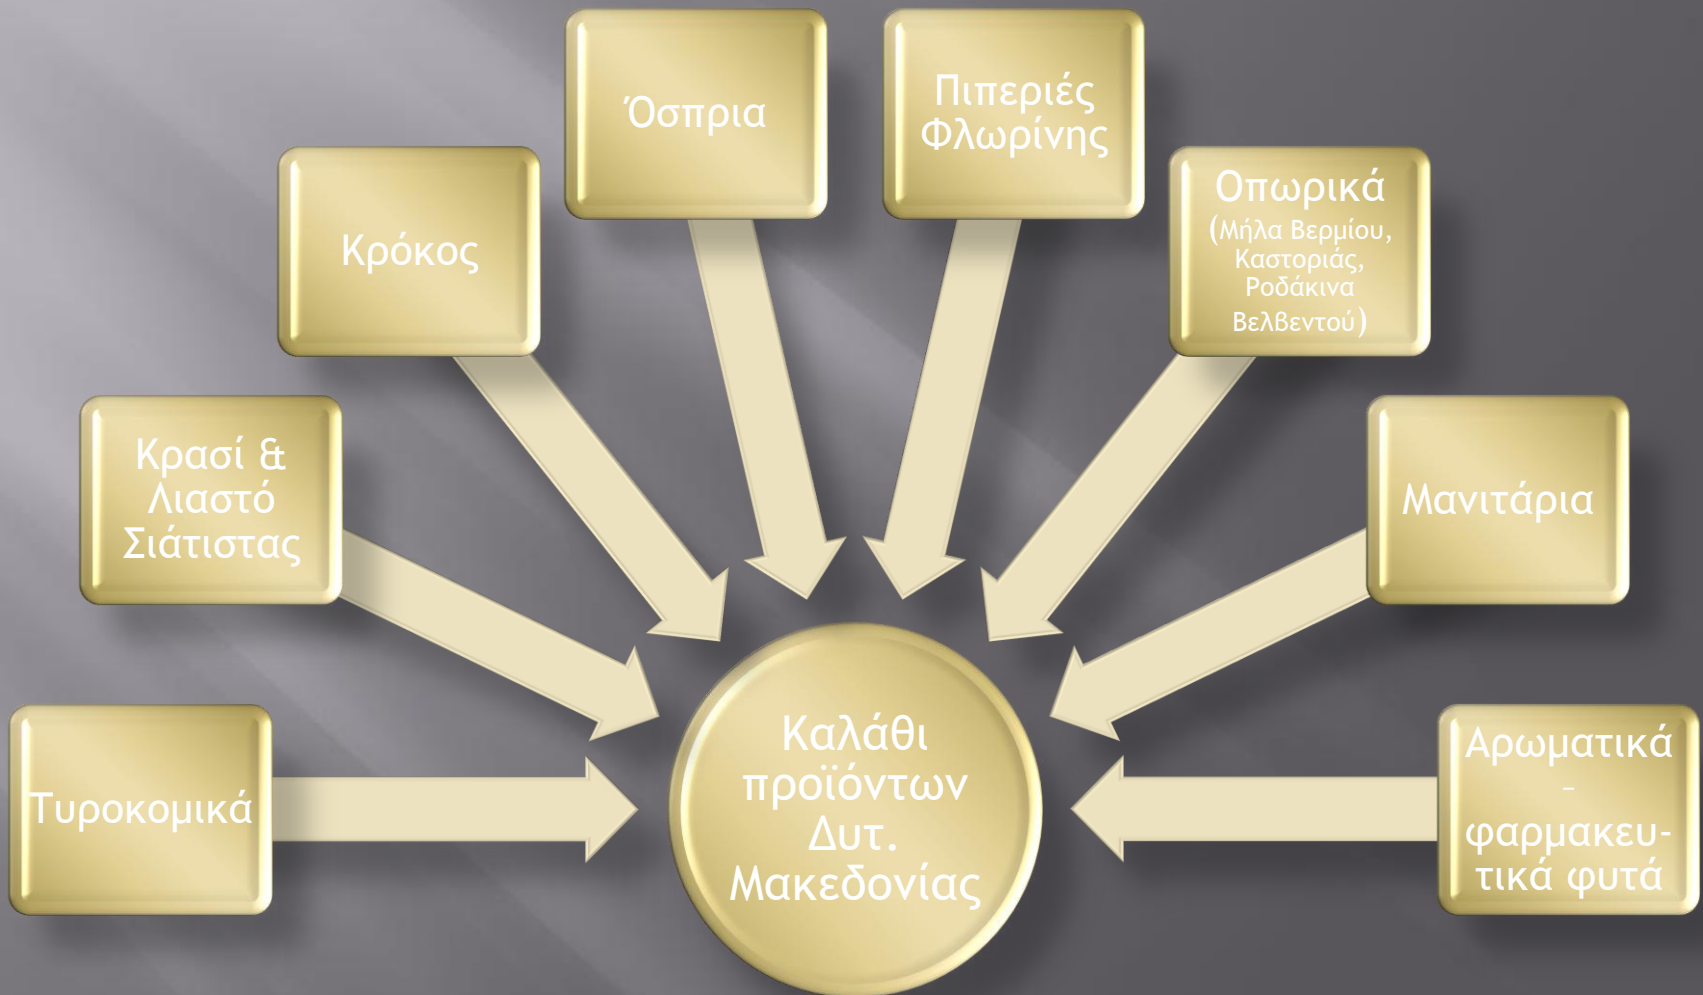 Όσπρια
Πιπεριές
Φλωρίνης
Κρόκος
Οπωρικά
(Μήλα Βερμίου,
Καστοριάς,
Ροδάκινα
Βελβεντού)
Κρασί &
Λιαστό
Σιάτιστας
Μανιτάρια
Τυροκομικά
Καλάθι
προϊόντων
Δυτ.
Μακεδονίας
Αρωματικά
–
φαρμακευ-
τικά φυτά